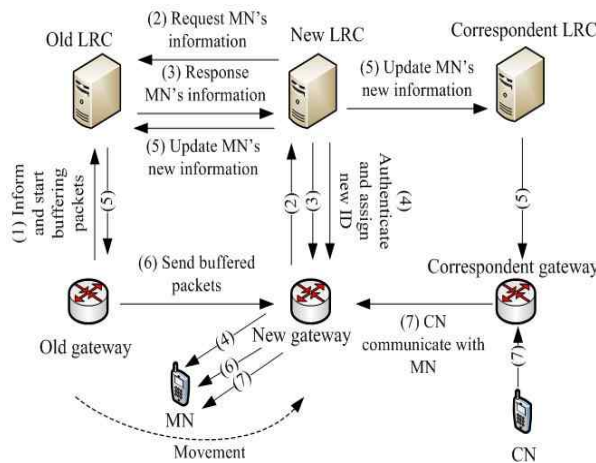 (2) Request MN's
information
Old LRC
New LRC
Correspondent LRC
(3) Response
MN's information
(5) Update MN's
new information
(5) Update MN's
new information
(1) Inform
and start
buffering
packets
(5)
(2)
(3)
Authenticate
and assign
new ID
(4)
(5)
(6) Send buffered
packets
Correspondent gateway
Old gateway
New gateway
(7) CN
communicate with
MN
(4)
(6)
(7)
(7)
MN
Movement
CN